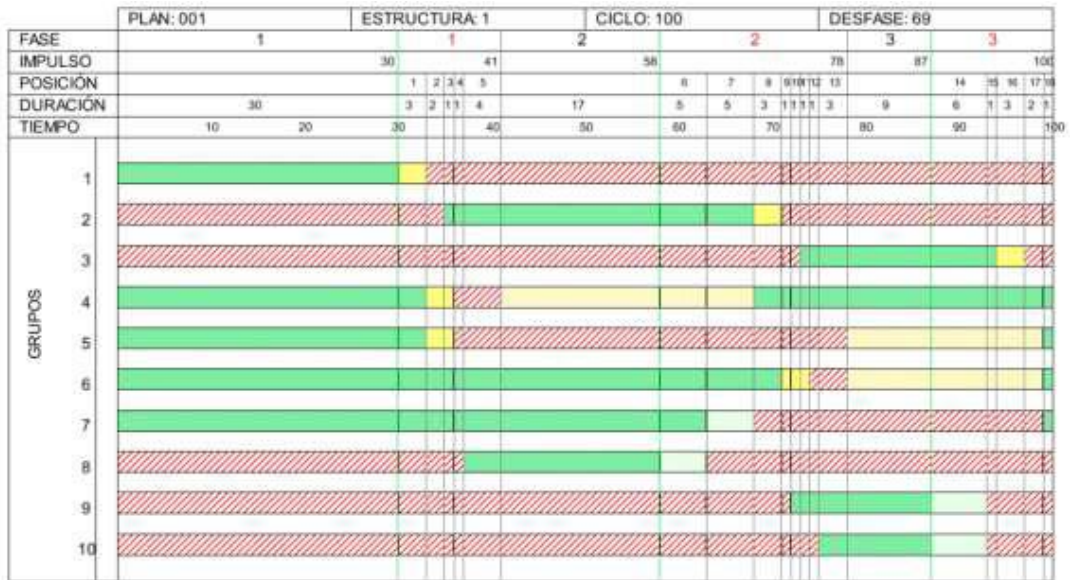 PLAN: 001 ESTRUCTURA: 1 CICLO: 100 DESFASE: 69
FASE 1 1 2 2 3 3
IMPULSO 30 41 58 78 87 100
POSICIÓN 1 2 3 4 5 6 7 8 9 10 11 12 13 14 15 16 17 18
DURACIÓN 30 3 2 1 1 4 17 5 5 3 1 1 1 1 3 9 6 1 3 2 1
TIEMPO 10 20 30 40 50 60 70 80 90 100
GRUPOS
1
2
3
4
5
6
7
8
9
10